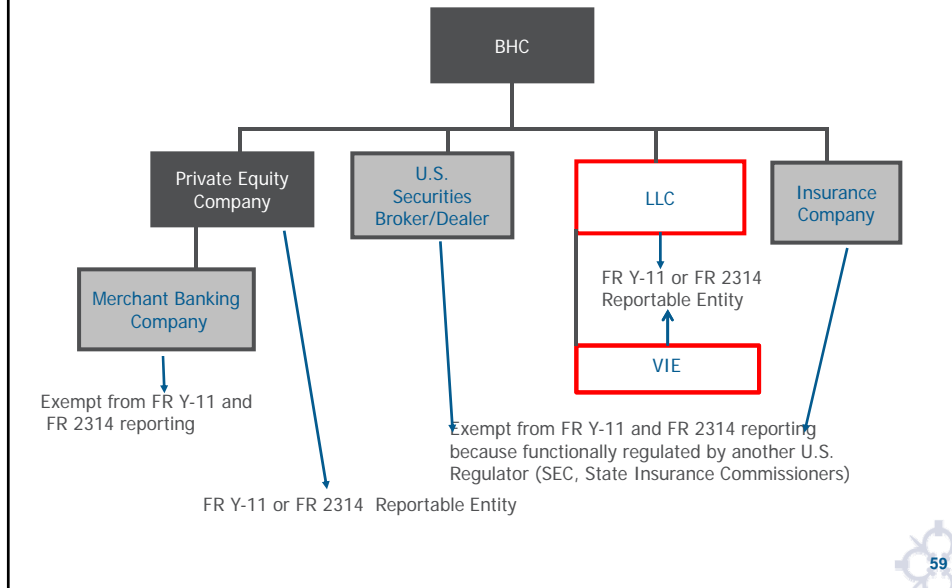 BHC
Private Equity
Company
U.S.
Securities
Broker/Dealer
LLC
Insurance
Company
Merchant Banking
Company
FR Y-11 or FR 2314
Reportable Entity
VIE
Exempt from FR Y-11 and
FR 2314 reporting
Exempt from FR Y-11 and FR 2314 reporting
because functionally regulated by another U.S.
Regulator (SEC, State Insurance Commissioners)
FR Y-11 or FR 2314 Reportable Entity
59